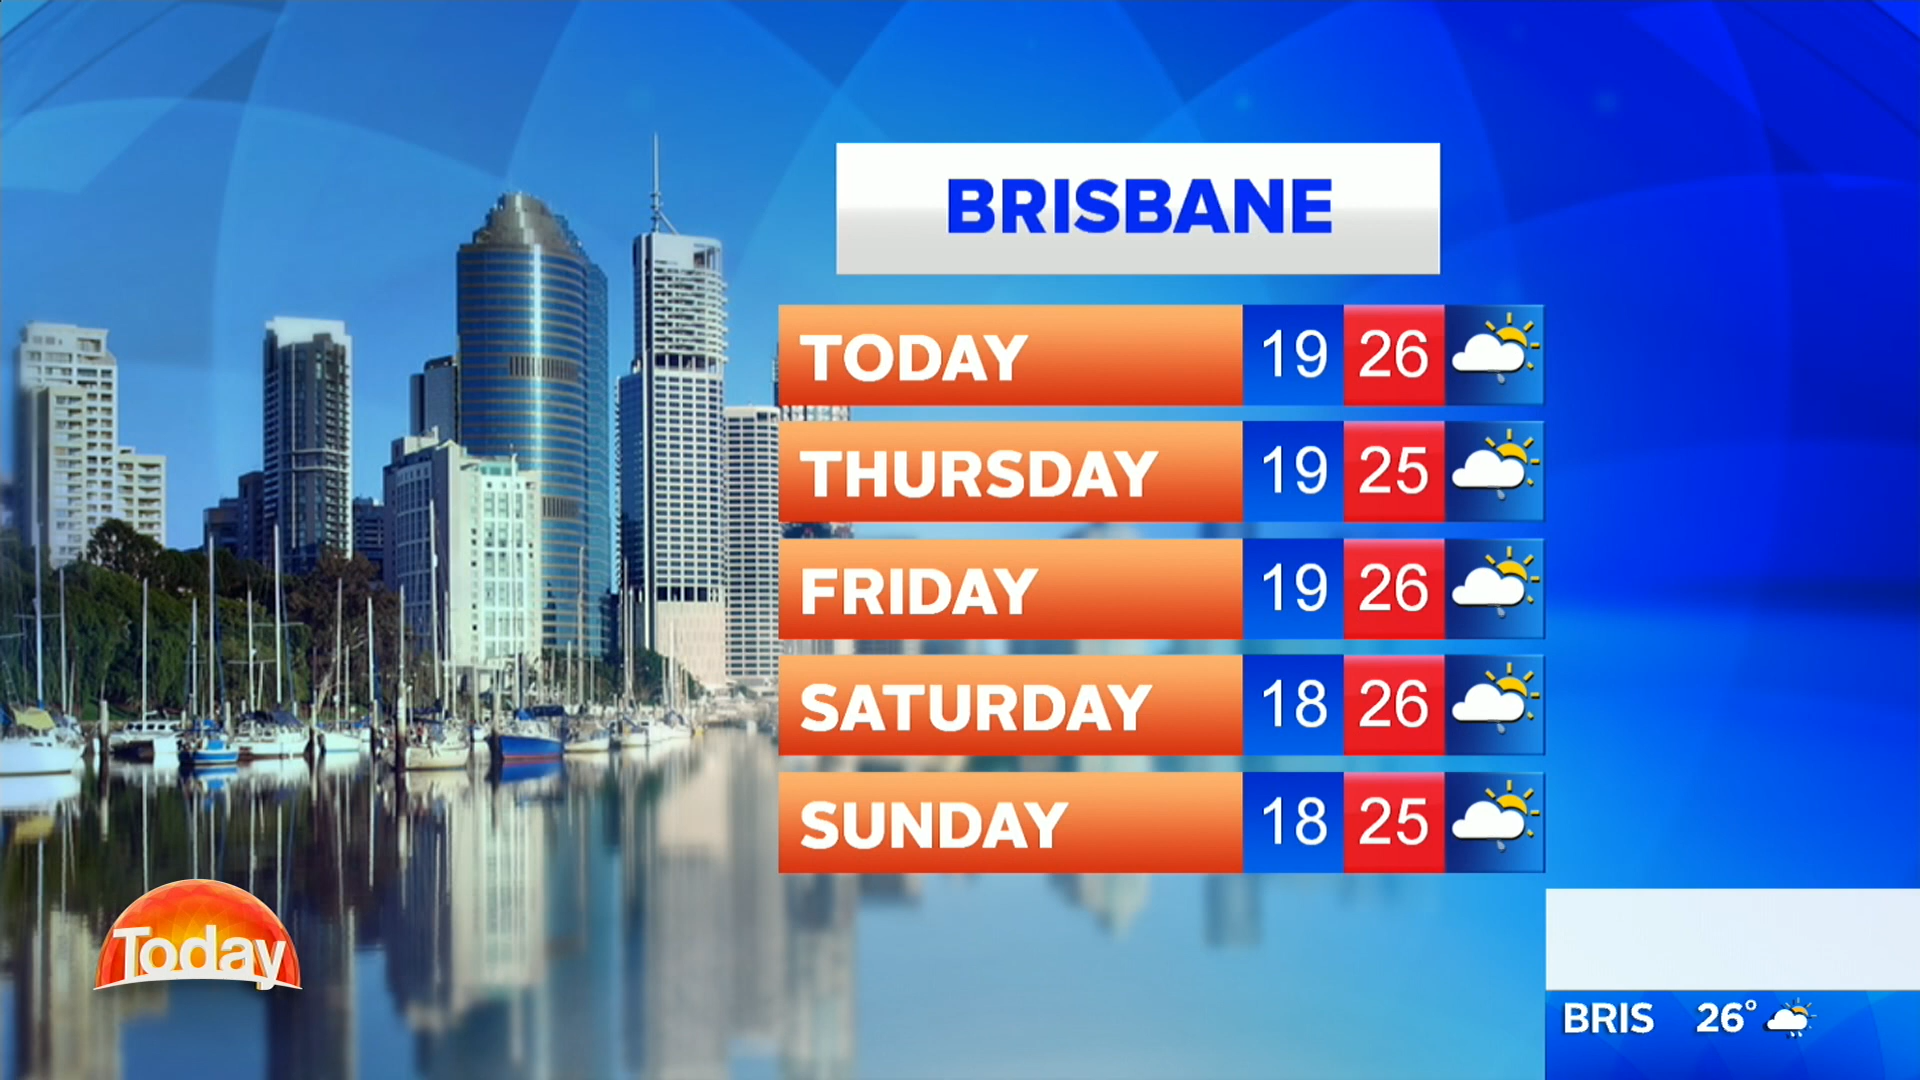 BRISBANE
TODAY 19 26
THURSDAY 19 25
FRIDAY 19 26
SATURDAY 18 26
SUNDAY 18 25
Today
BRIS 26°